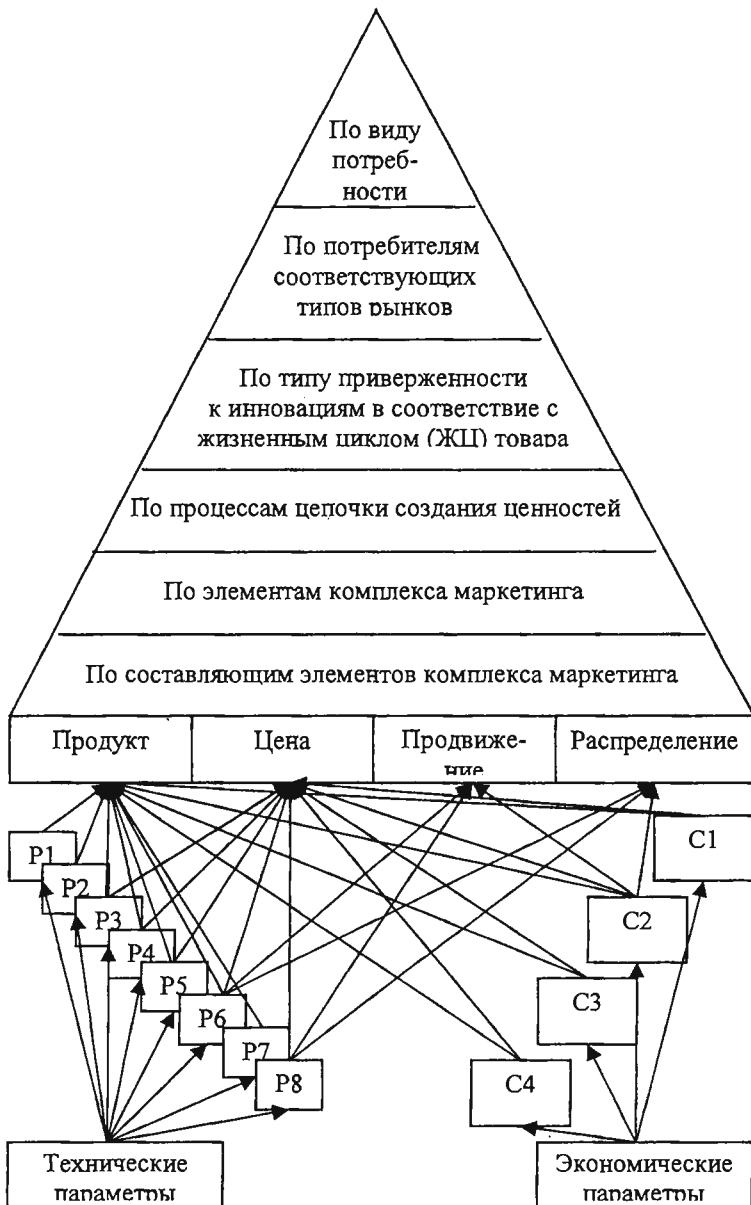 По виду
потреб-
ности
По потребителям
соответствующих
типов рынков
По типу приверженности
к инновациям в соответствие с
жизненным циклом (ЖЦ) товара
По процессам цепочки создания ценностей
По элементам комплекса маркетинга
По составляющим элементов комплекса маркетинга
Продукт
Цена
Продвиже-
ние
Распределение
P1
P2
P3
P4
P5
P6
P7
P8
C1
C2
C3
C4
Технические
параметры
Экономические
параметры